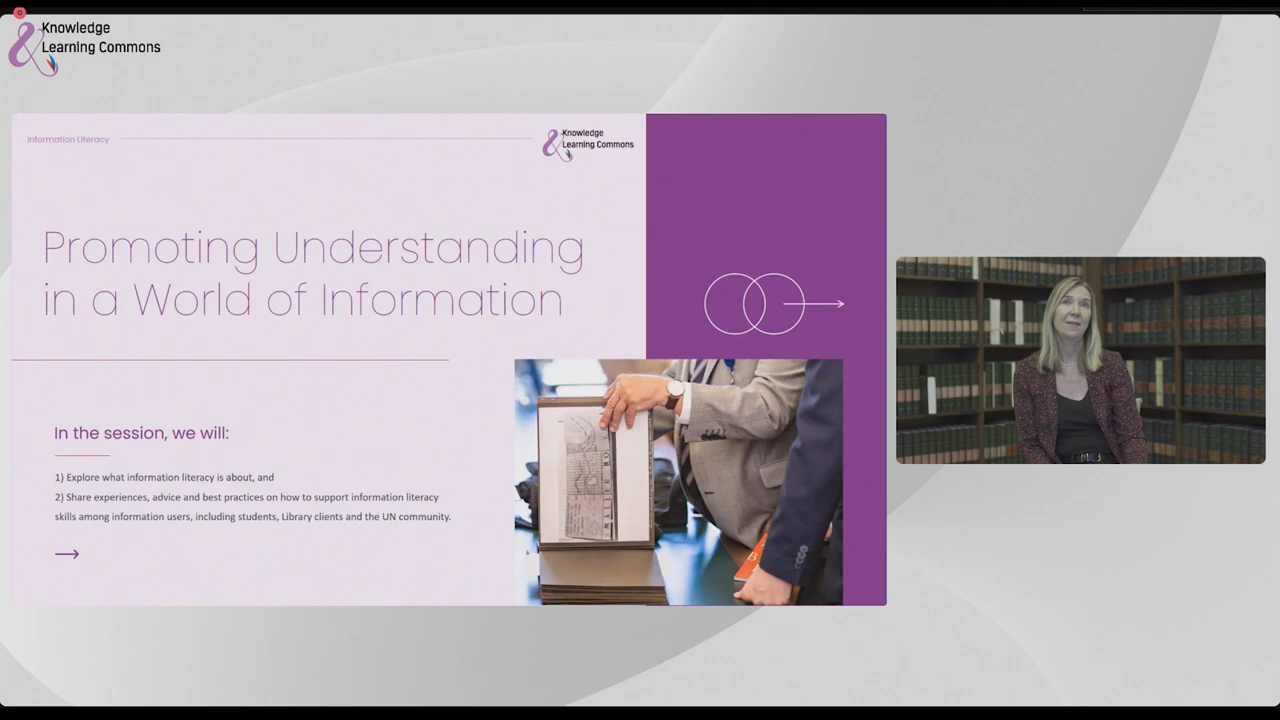 Knowledge
Learning Commons
Information Literacy
Knowledge
Learning Commons
Promoting Understanding
in a World of Information
In the session, we will:
1) Explore what information literacy is about, and
2) Share experiences, advice and best practices on how to support information literacy
skills among information users, including students, Library clients and the UN community.